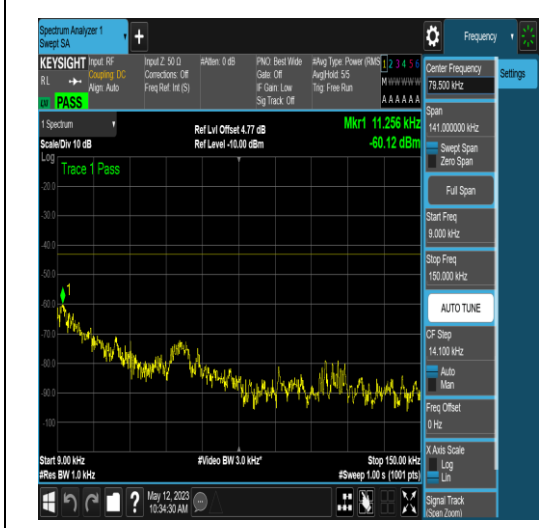 Spectrum Analyzer 1
Swept SA
+
Frequency
KEYSIGHT Input: RF Input Z: 50 Ω #Atten: 0 dB PNO: Best Wide #Avg Type: Power (RMS 1 2 3 4 5 6
RL Coupling: DC Corrections: Off Gate: Off Avg|Hold: 5/5 M W W W W W
Align: Auto Freq Ref: Int (S) IF Gain: Low Trig: Free Run
PASS Sig Track: Off A A A A A A
1 Spectrum
Ref Lvl Offset 4.77 dB Mkr1 11.256 kHz
Scale/Div 10 dB Ref Level -10.00 dBm -60.12 dBm
Log
Trace 1 Pass
-20.0
-30.0
-40.0
-50.0
1
-60.0
-70.0
-80.0
-90.0
-100
Start 9.00 kHz #Video BW 3.0 kHz* Stop 150.00 kHz
#Res BW 1.0 kHz #Sweep 1.00 s (1001 pts)
?
May 12, 2023
10:34:30 AM
Center Frequency
79.500 kHz
Settings
Span
141.000000 kHz
Swept Span
Zero Span
Full Span
Start Freq
9.000 kHz
Stop Freq
150.000 kHz
AUTO TUNE
CF Step
14.100 kHz
Auto
Man
Freq Offset
0 Hz
X Axis Scale
Log
Lin
Signal Track
(Span Zoom)